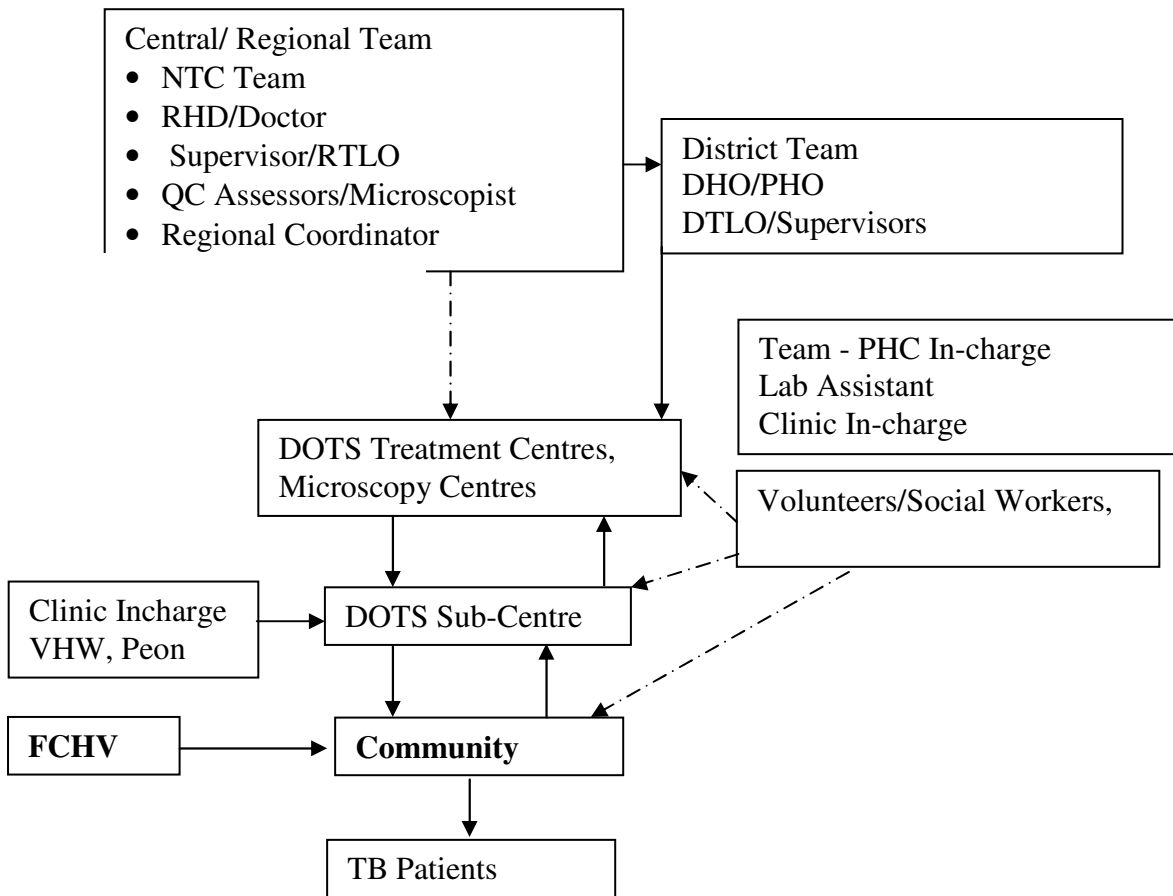 Central/ Regional Team
• NTC Team
• RHD/Doctor
• Supervisor/RTLO
• QC Assessors/Microscopist
• Regional Coordinator
District Team
DHO/PHO
DTLO/Supervisors
Team - PHC In-charge
Lab Assistant
Clinic In-charge
DOTS Treatment Centres,
Microscopy Centres
Volunteers/Social Workers,
Clinic Incharge
VHW, Peon
DOTS Sub-Centre
FCHV
Community
TB Patients